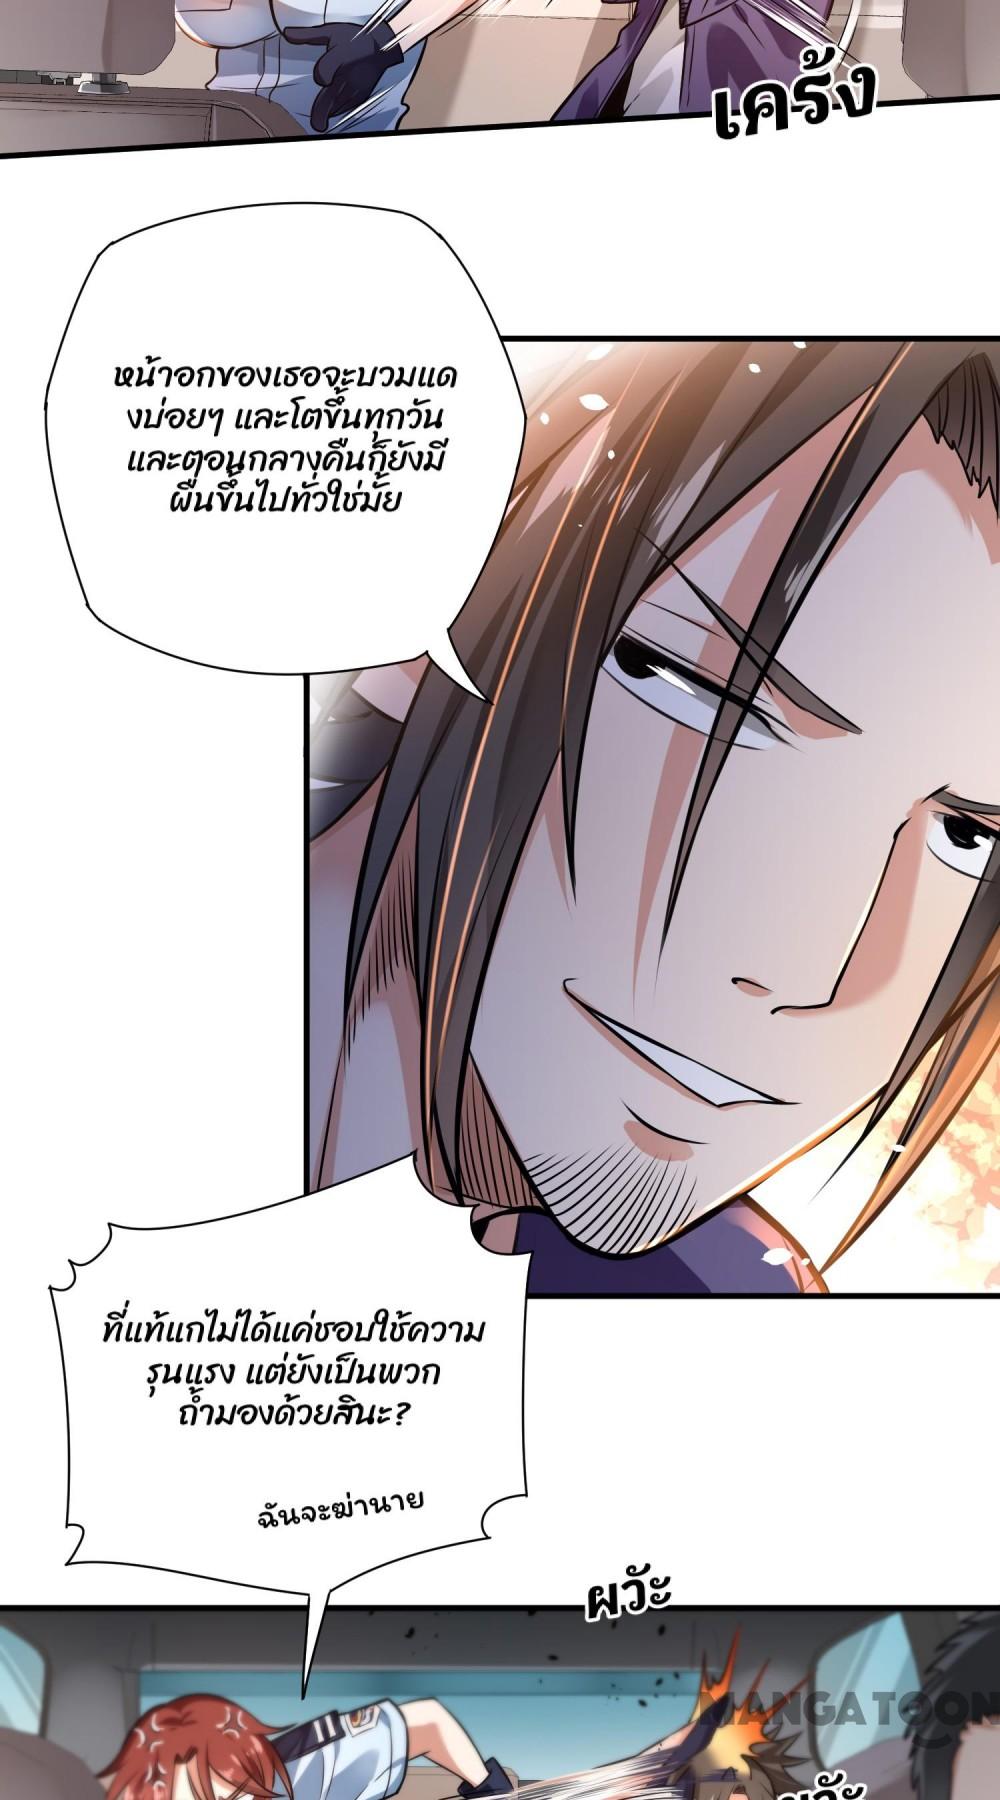 เคร้ง
หน้าอกของเธอจะบวมแด
งบ่อยๆ และโตขึ้นทุกวัน
และตอนกลางคืนก็ยังมี
ผื่นขึ้นไปทั่วใช่มั้ย
ที่แท้แกไม่ได้แค่ชอบใช้ความ
รุนแรง แต่ยังเป็นพวก
ถ้ำมองด้วยสินะ?
ฉันจะฆ่านาย
ผวัะ
MANGATOON
ผวัะ